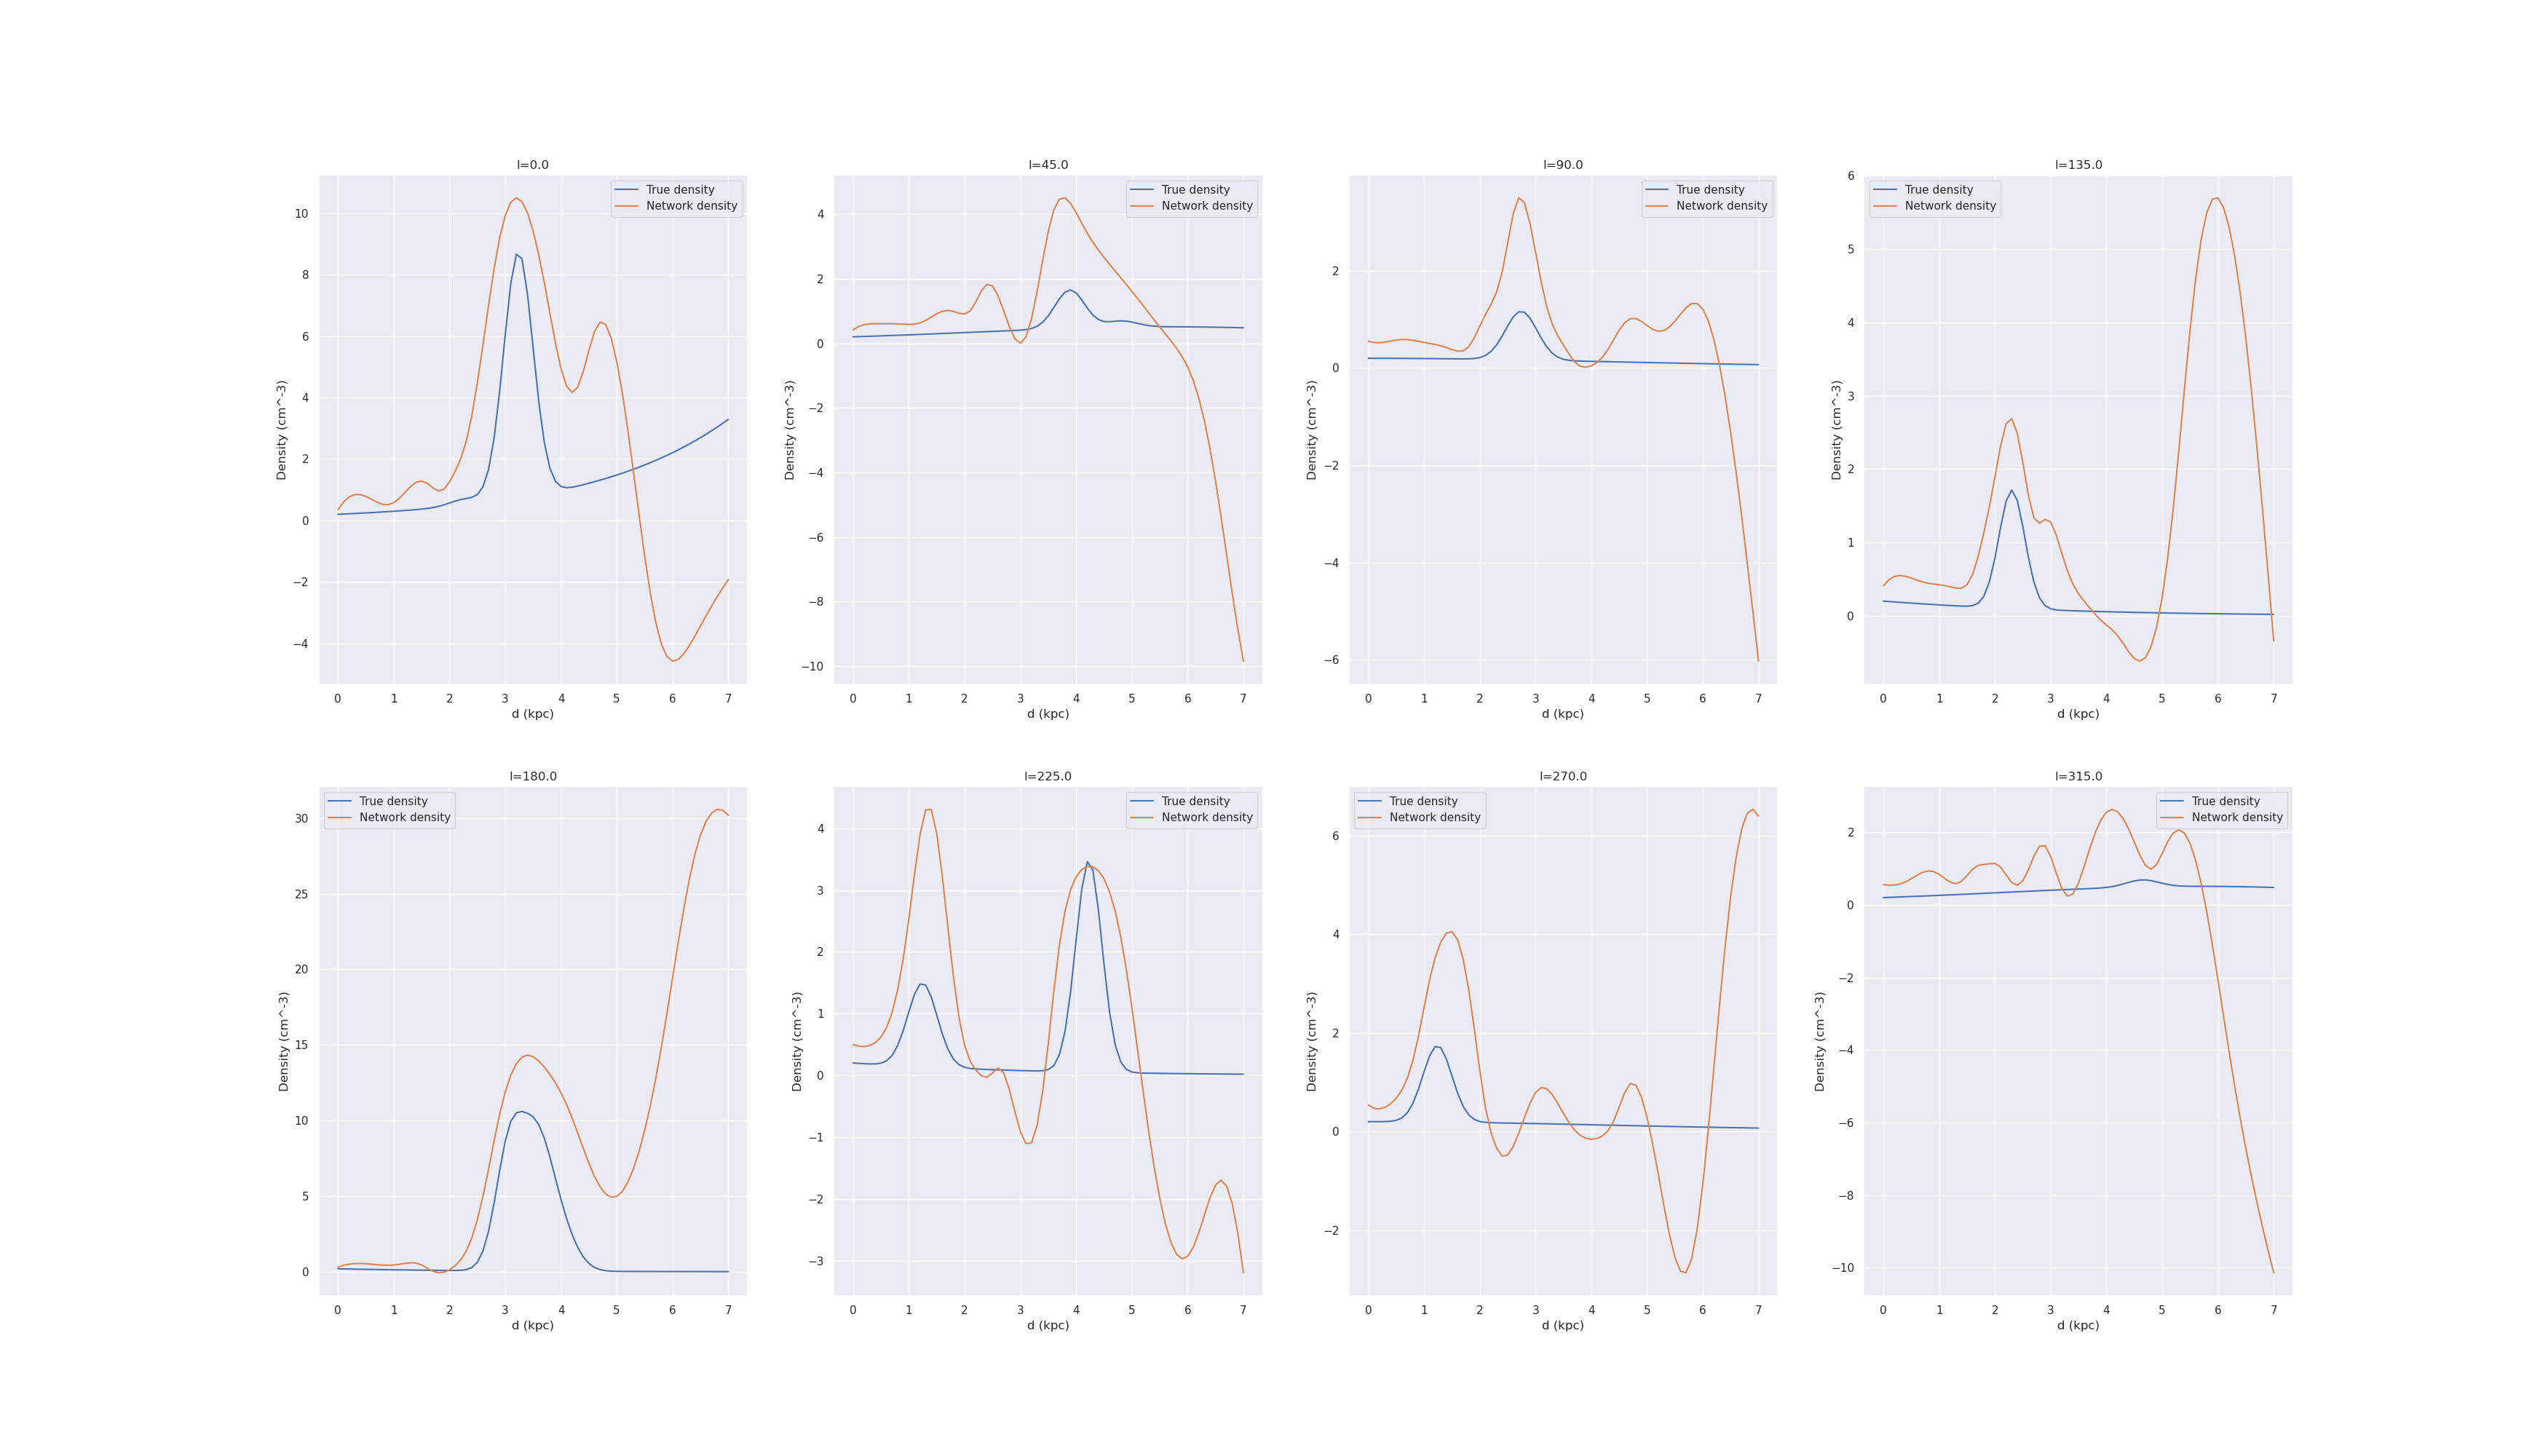 l=0.0
True density
Network density
Density (cm^-3)
10
8
6
4
2
0
−2
−4
0 1 2 3 4 5 6 7
d (kpc)
l=45.0
True density
Network density
Density (cm^-3)
4
2
0
−2
−4
−6
−8
−10
0 1 2 3 4 5 6 7
d (kpc)
l=90.0
True density
Network density
Density (cm^-3)
2
0
−2
−4
−6
0 1 2 3 4 5 6 7
d (kpc)
l=135.0
True density
Network density
Density (cm^-3)
6
5
4
3
2
1
0
0 1 2 3 4 5 6 7
d (kpc)
l=180.0
True density
Network density
Density (cm^-3)
30
25
20
15
10
5
0
0 1 2 3 4 5 6 7
d (kpc)
l=225.0
True density
Network density
Density (cm^-3)
4
3
2
1
0
−1
−2
−3
0 1 2 3 4 5 6 7
d (kpc)
l=270.0
True density
Network density
Density (cm^-3)
6
4
2
0
−2
0 1 2 3 4 5 6 7
d (kpc)
l=315.0
True density
Network density
Density (cm^-3)
2
0
−2
−4
−6
−8
−10
0 1 2 3 4 5 6 7
d (kpc)